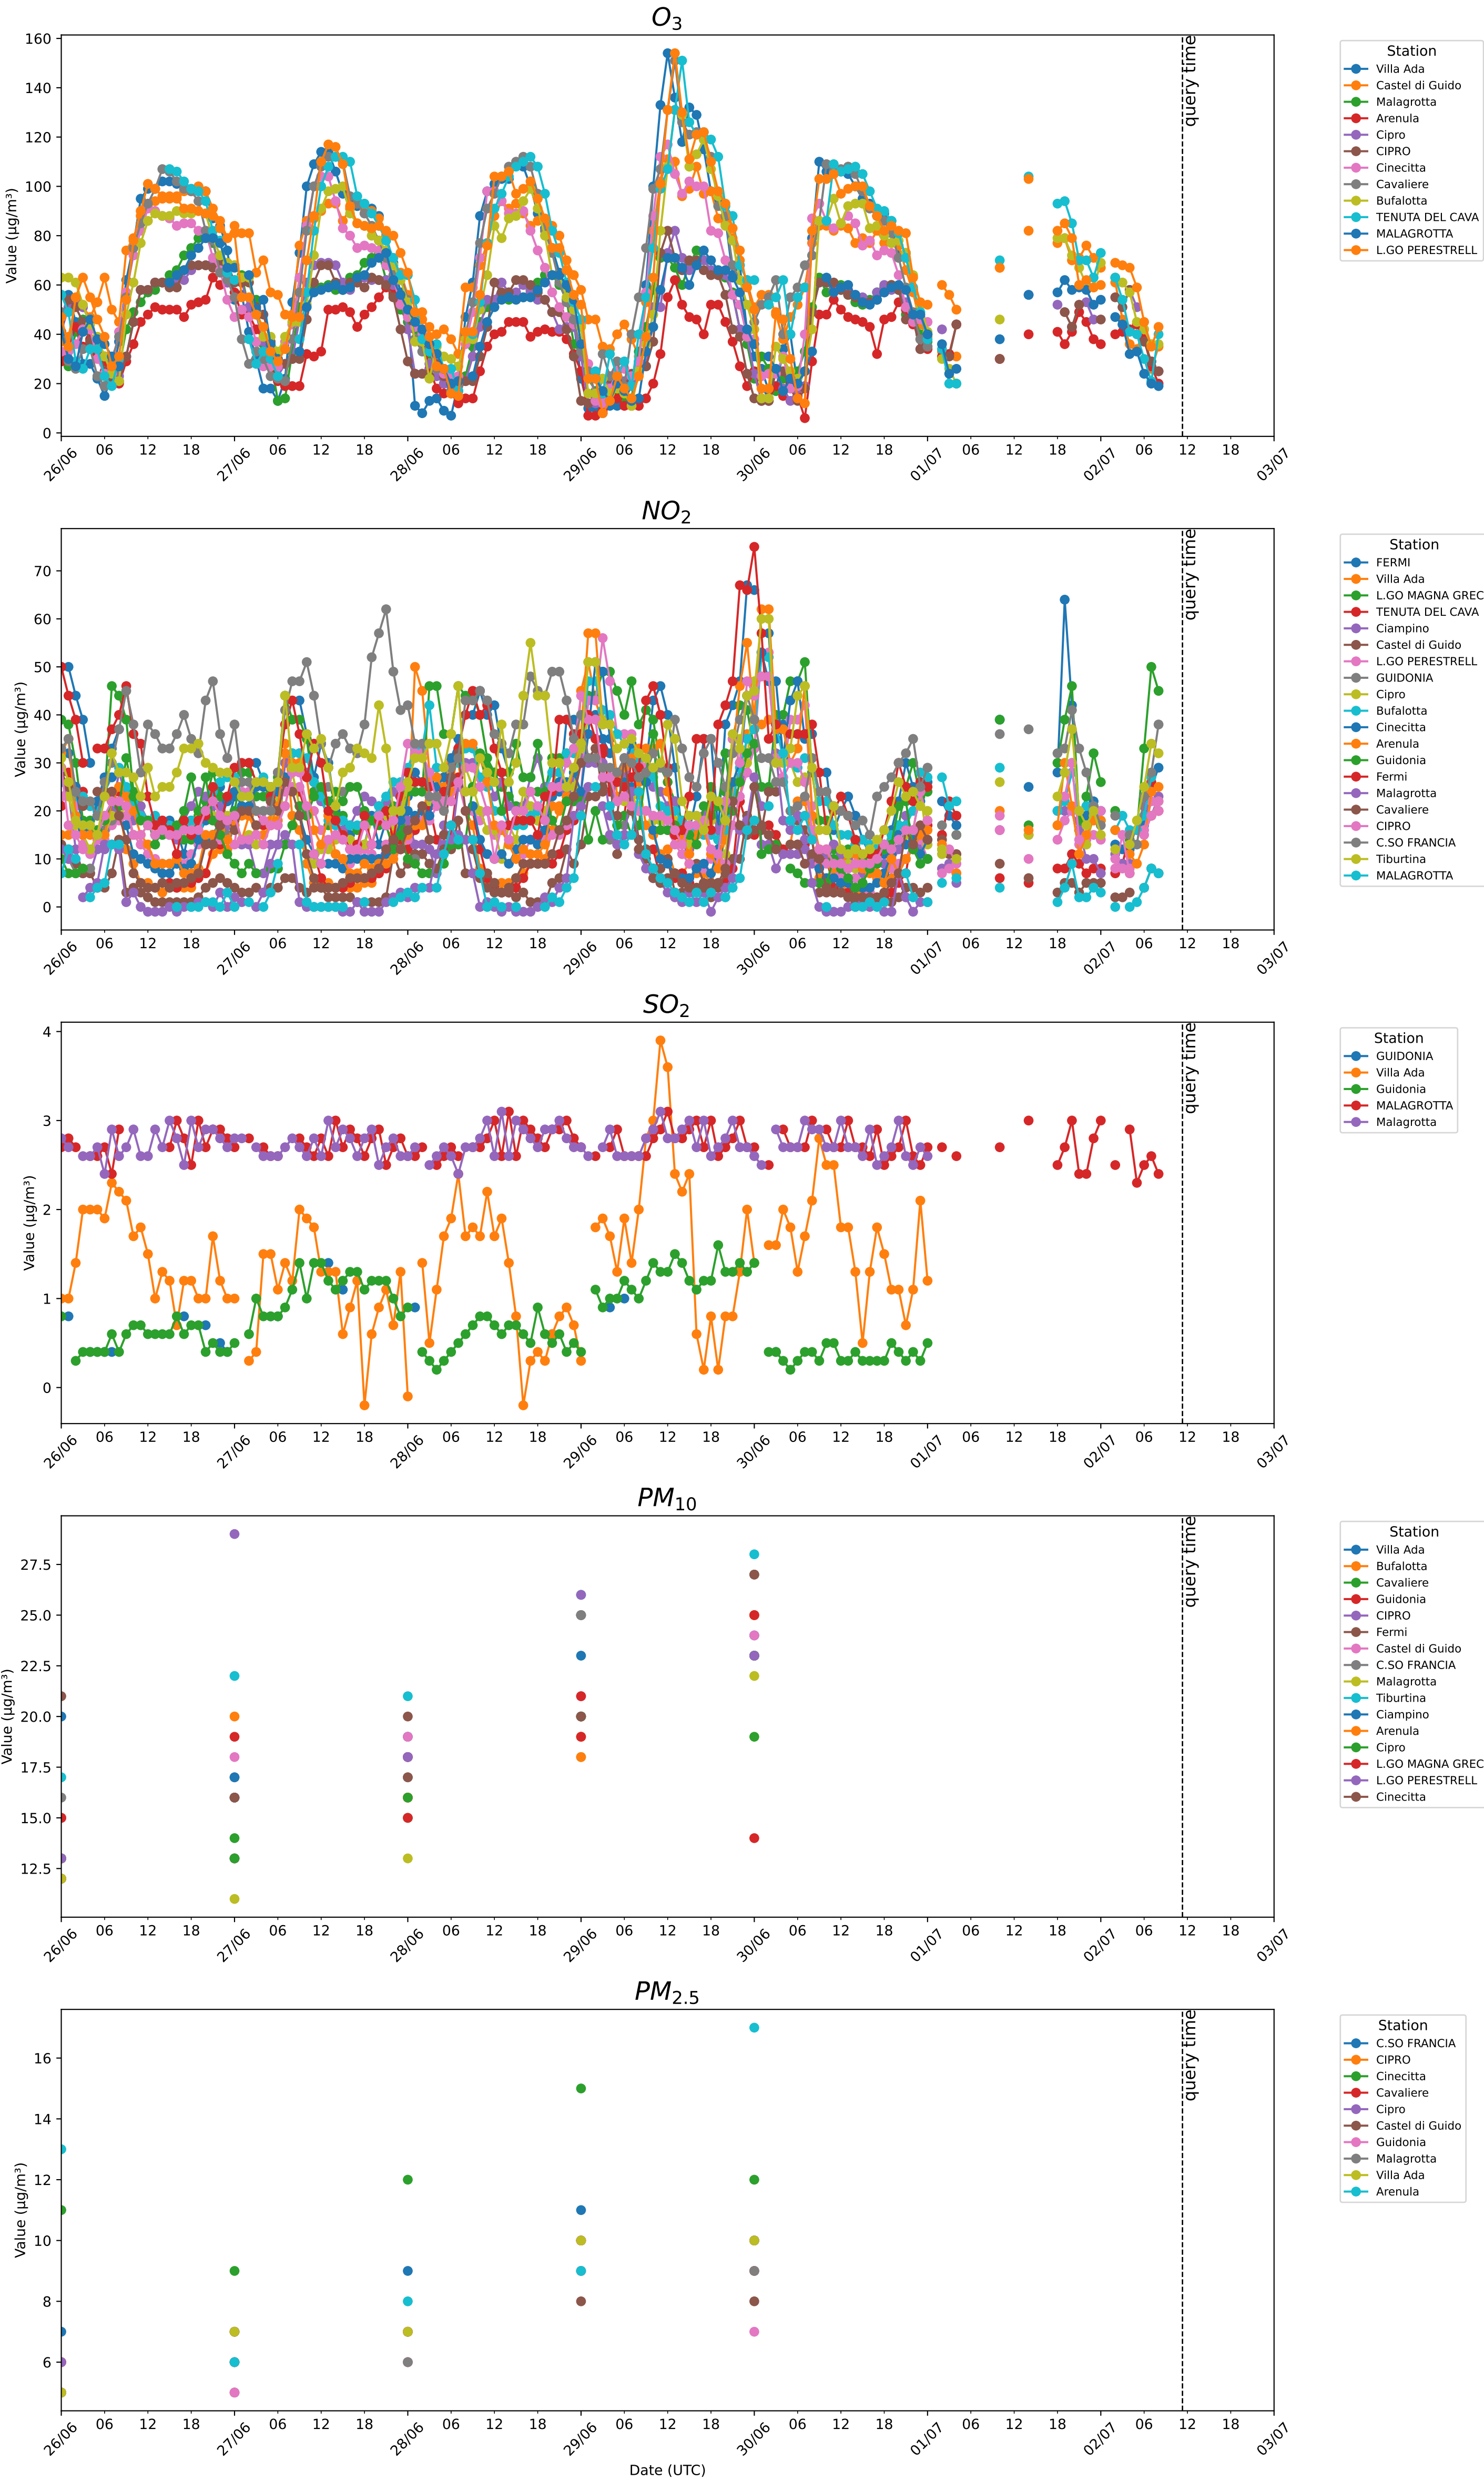 O₃
Value (µg/m³)
160
140
120
100
80
60
40
20
0
26/06 06 12 18 27/06 06 12 18 28/06 06 12 18 29/06 06 12 18 30/06 06 12 18 01/07 06 12 18 02/07 06 12 18 03/07
query time
Station
Villa Ada
Castel di Guido
Malagrotta
Arenula
Cipro
CIPRO
Cinecitta
Cavaliere
Bufalotta
TENUTA DEL CAVA
MALAGROTTA
L.GO PERESTRELL
NO₂
Value (µg/m³)
70
60
50
40
30
20
10
0
26/06 06 12 18 27/06 06 12 18 28/06 06 12 18 29/06 06 12 18 30/06 06 12 18 01/07 06 12 18 02/07 06 12 18 03/07
query time
Station
FERMI
Villa Ada
L.GO MAGNA GREC
TENUTA DEL CAVA
Ciampino
Castel di Guido
L.GO PERESTRELL
GUIDONIA
Cipro
Bufalotta
Cinecitta
Arenula
Guidonia
Fermi
Malagrotta
Cavaliere
CIPRO
C.SO FRANCIA
Tiburtina
MALAGROTTA
SO₂
Value (µg/m³)
4
3
2
1
0
26/06 06 12 18 27/06 06 12 18 28/06 06 12 18 29/06 06 12 18 30/06 06 12 18 01/07 06 12 18 02/07 06 12 18 03/07
query time
Station
GUIDONIA
Villa Ada
Guidonia
MALAGROTTA
Malagrotta
PM₁₀
Value (µg/m³)
27.5
25.0
22.5
20.0
17.5
15.0
12.5
26/06 06 12 18 27/06 06 12 18 28/06 06 12 18 29/06 06 12 18 30/06 06 12 18 01/07 06 12 18 02/07 06 12 18 03/07
query time
Station
Villa Ada
Bufalotta
Cavaliere
Guidonia
CIPRO
Fermi
Castel di Guido
C.SO FRANCIA
Malagrotta
Tiburtina
Ciampino
Arenula
Cipro
L.GO MAGNA GREC
L.GO PERESTRELL
Cinecitta
PM₂.₅
Value (µg/m³)
16
14
12
10
8
6
26/06 06 12 18 27/06 06 12 18 28/06 06 12 18 29/06 06 12 18 30/06 06 12 18 01/07 06 12 18 02/07 06 12 18 03/07
Date (UTC)
query time
Station
C.SO FRANCIA
CIPRO
Cinecitta
Cavaliere
Cipro
Castel di Guido
Guidonia
Malagrotta
Villa Ada
Arenula